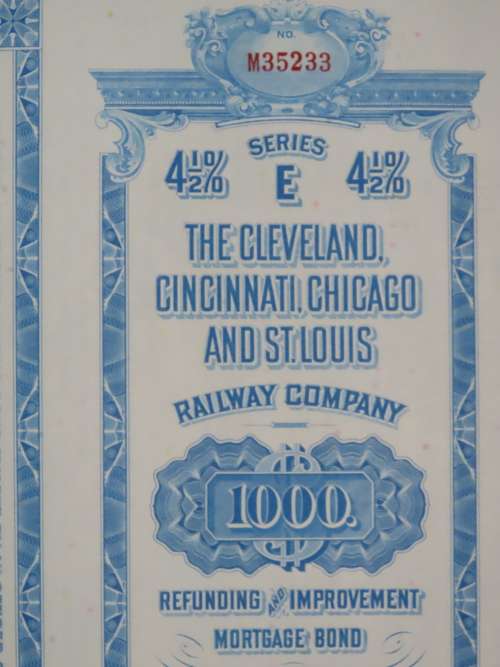 NO.
M35233
SERIES
4½% E 4½%
THE CLEVELAND,
CINCINNATI, CHICAGO
AND ST. LOUIS
RAILWAY COMPANY
$
1000.
REFUNDING AND IMPROVEMENT
MORTGAGE BOND